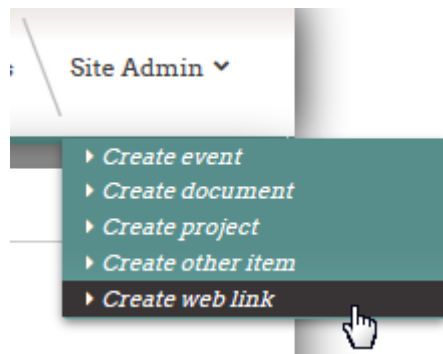 Site Admin
Create event
Create document
Create project
Create other item
Create web link